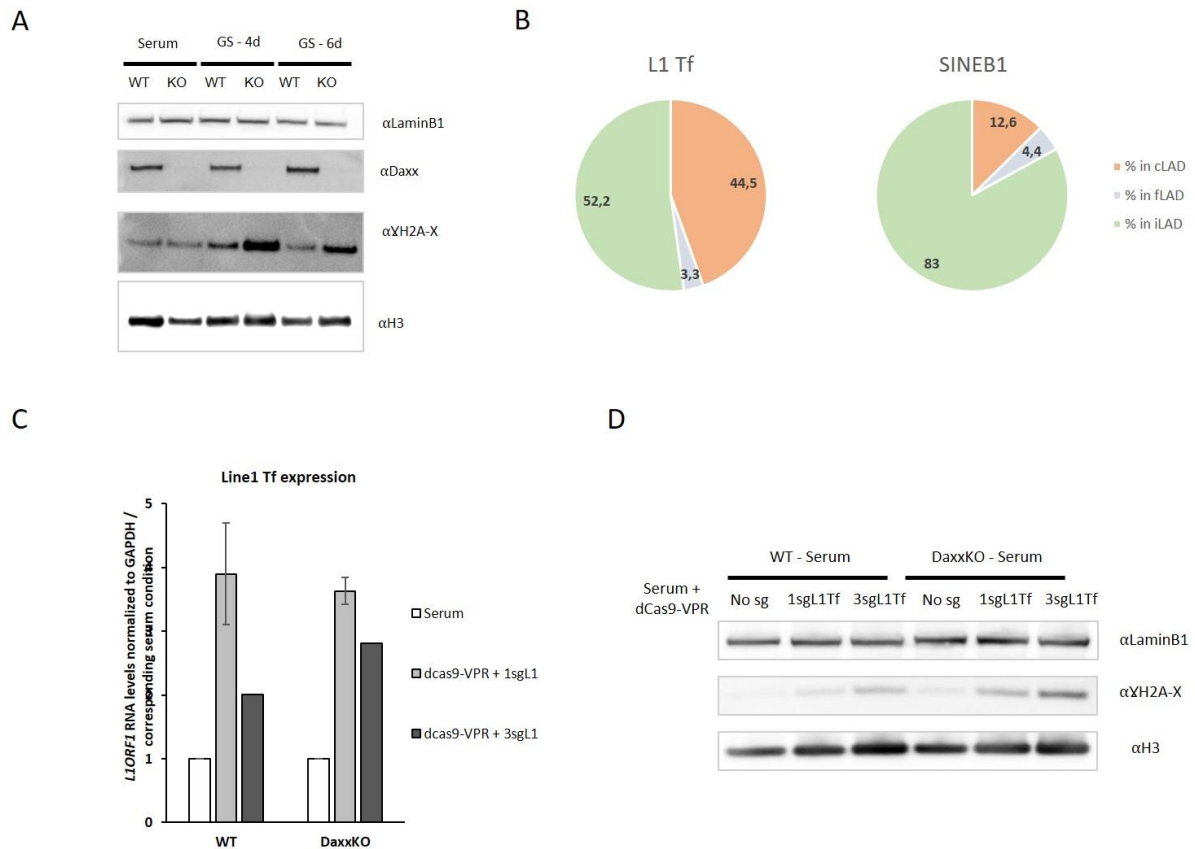 A
Serum GS - 4d GS - 6d
WT KO WT KO WT KO
αLaminB1
αDaxx
αɣH2A-X
αH3
B
L1 Tf SINEB1
44,5
3,3
52,2
12,6
4,4
83
% in cLAD
% in fLAD
% in iLAD
C
Line1 Tf expression
L1ORF1 RNA levels normalized to GAPDH /
corresponding serum condition
5
1
0
WT DaxxKO
Serum
dcas9-VPR + 1sgL1
dcas9-VPR + 3sgL1
D
WT - Serum DaxxKO - Serum
Serum +
dCas9-VPR
No sg 1sgL1Tf 3sgL1Tf No sg 1sgL1Tf 3sgL1Tf
αLaminB1
αɣH2A-X
αH3